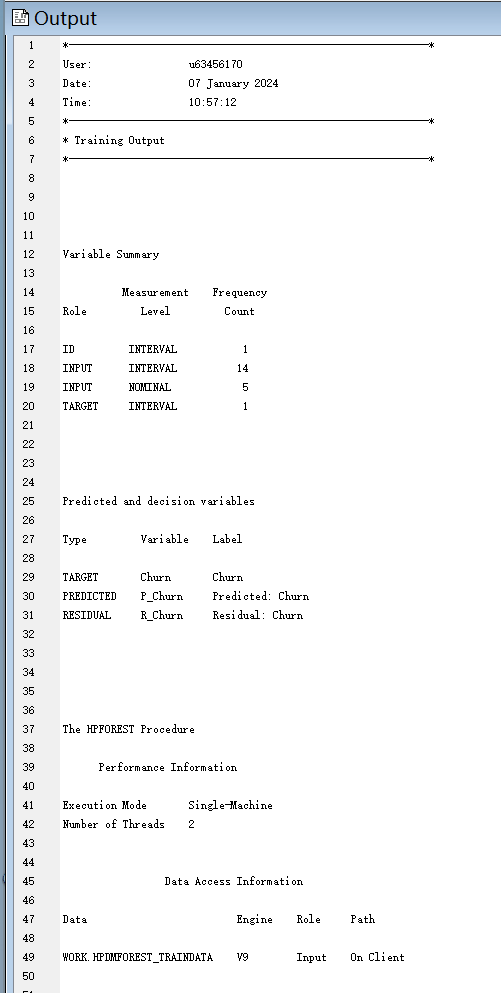 Output
1 *------------------------------------------------------------*
2 User: u63456170
3 Date: 07 January 2024
4 Time: 10:57:12
5 *------------------------------------------------------------*
6 * Training Output
7 *------------------------------------------------------------*
8
9
10
11
12 Variable Summary
13
14 Measurement Frequency
15 Role Level Count
16
17 ID INTERVAL 1
18 INPUT INTERVAL 14
19 INPUT NOMINAL 5
20 TARGET INTERVAL 1
21
22
23
24
25 Predicted and decision variables
26
27 Type Variable Label
28
29 TARGET Churn Churn
30 PREDICTED P_Churn Predicted: Churn
31 RESIDUAL R_Churn Residual: Churn
32
33
34
35
36
37 The HPFOREST Procedure
38
39 Performance Information
40
41 Execution Mode Single-Machine
42 Number of Threads 2
43
44
45 Data Access Information
46
47 Data Engine Role Path
48
49 WORK.HPDMFOREST_TRAINDATA V9 Input On Client
50